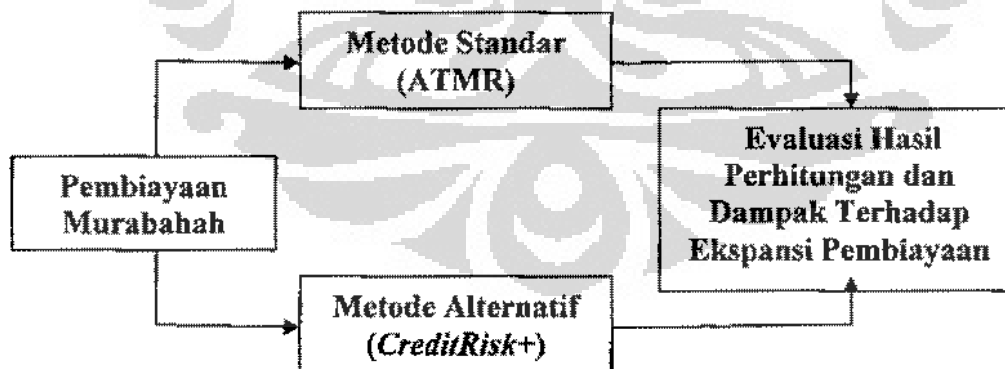 Metode Standar
(ATMR)
Pembiayaan
Murabahah
Evaluasi Hasil
Perhitungan dan
Dampak Terhadap
Ekspansi Pembiayaan
Metode Alternatif
(CreditRisk+)